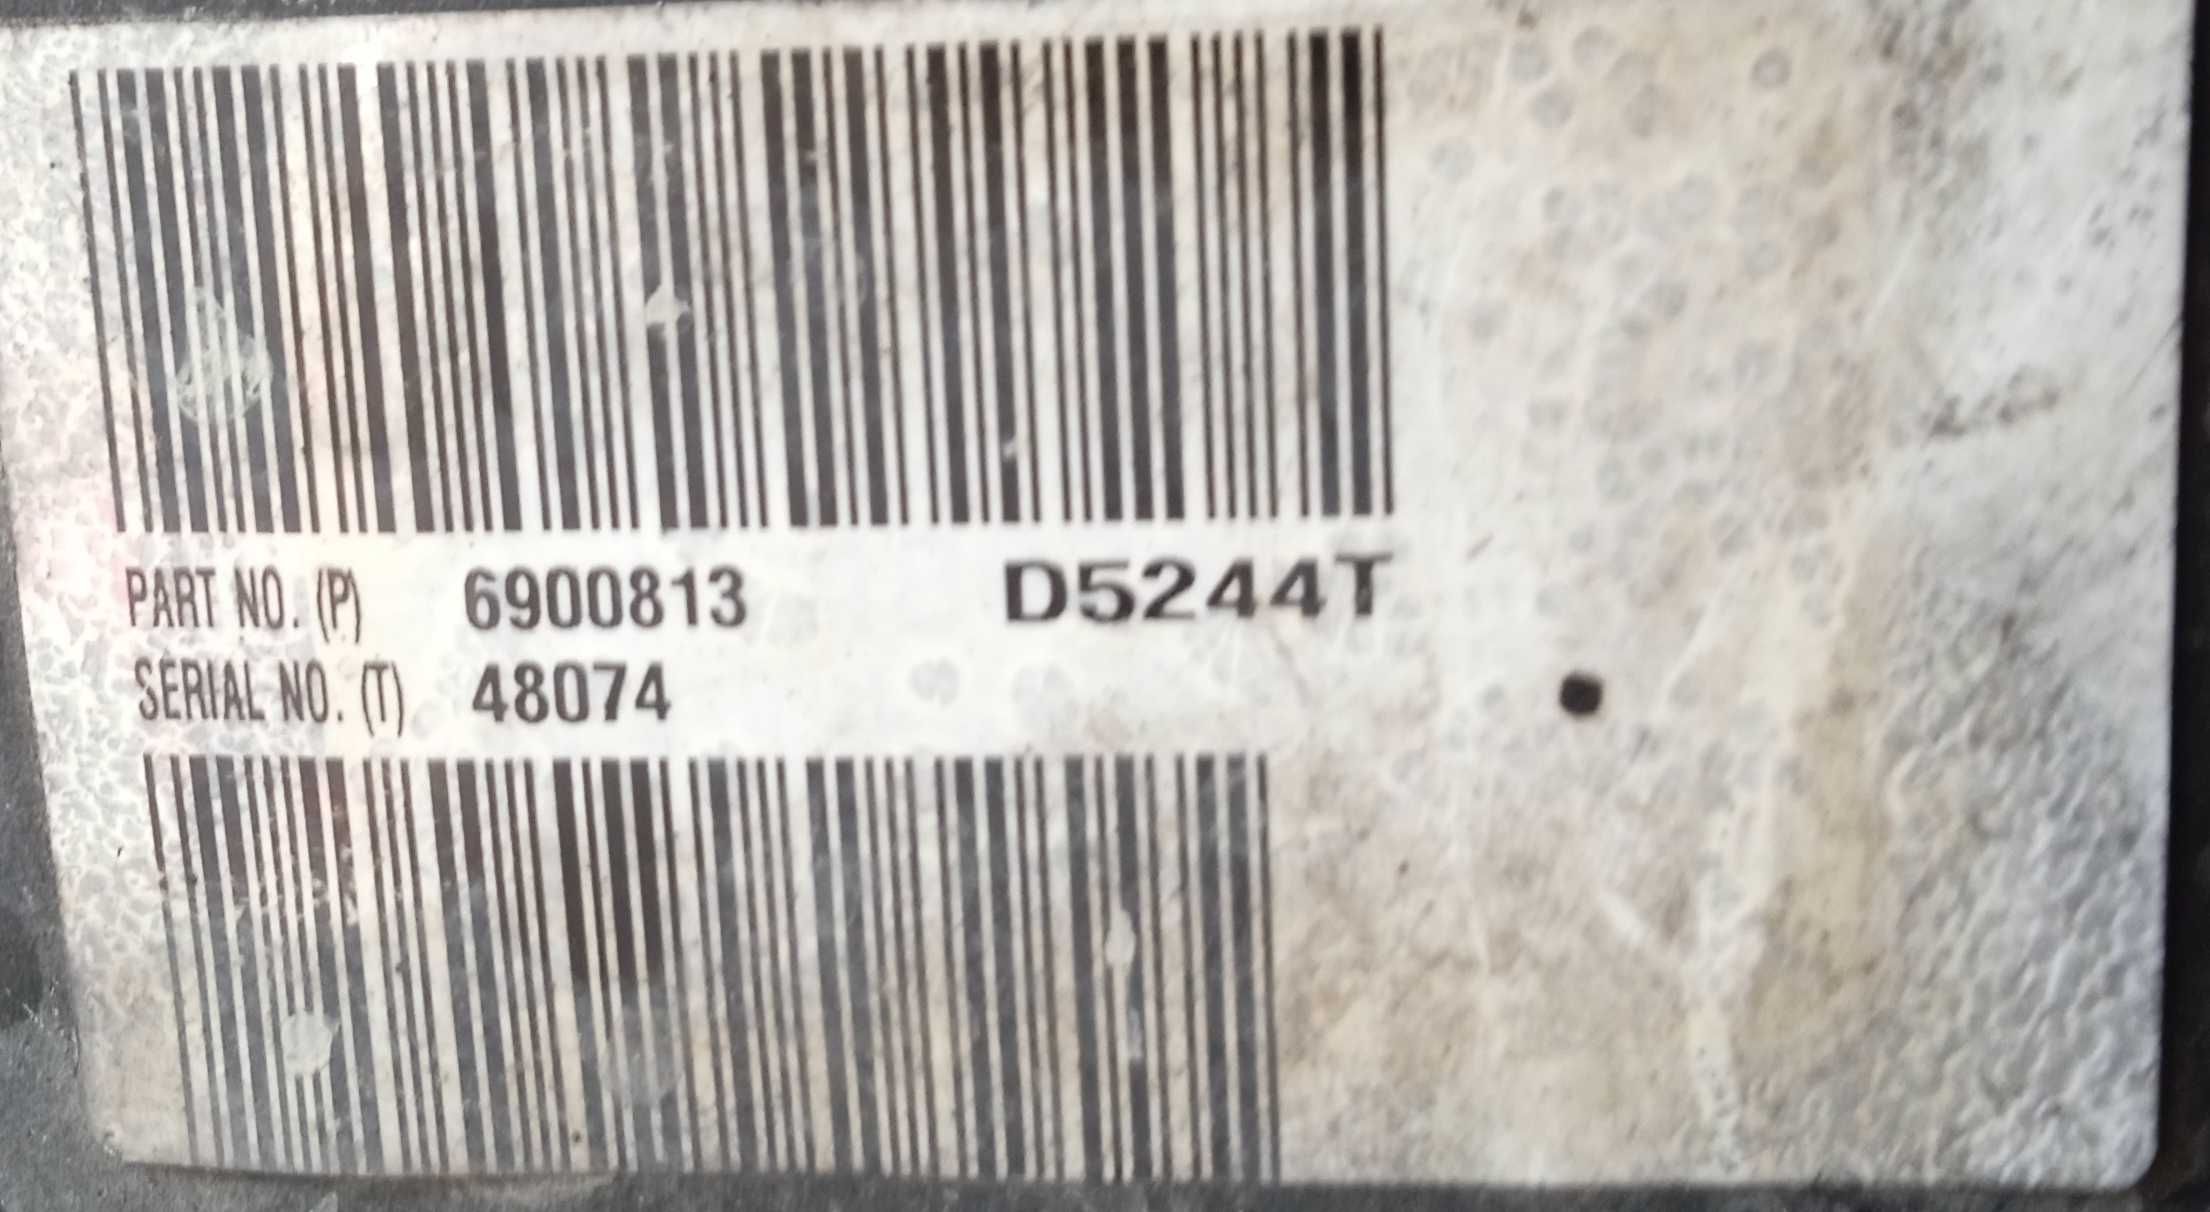 PART NO. (P) 6900813 D5244T
SERIAL NO. (T) 48074